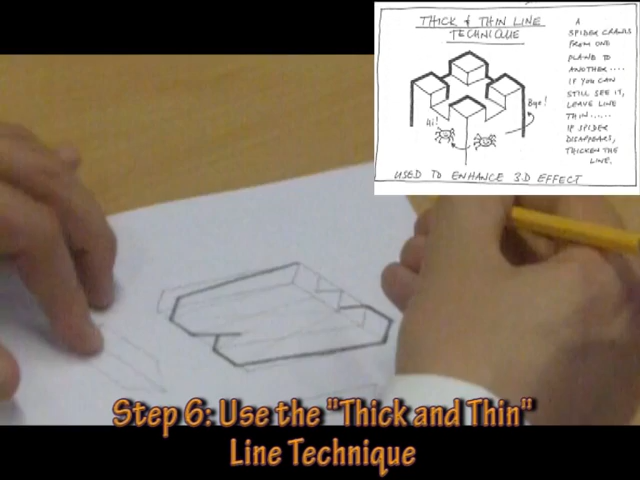 THICK & THIN LINE
TECHNIQUE
A
SPIDER CRAWLS
FROM ONE
PLANE TO
ANOTHER....
IF YOU CAN
STILL SEE IT,
LEAVE LINE
THIN.....
IF SPIDER
DISAPPEARS,
THICKEN THE
LINE.
Hi!
Bye!
USED TO ENHANCE 3D EFFECT
Step 6: Use the "Thick and Thin"
Line Technique